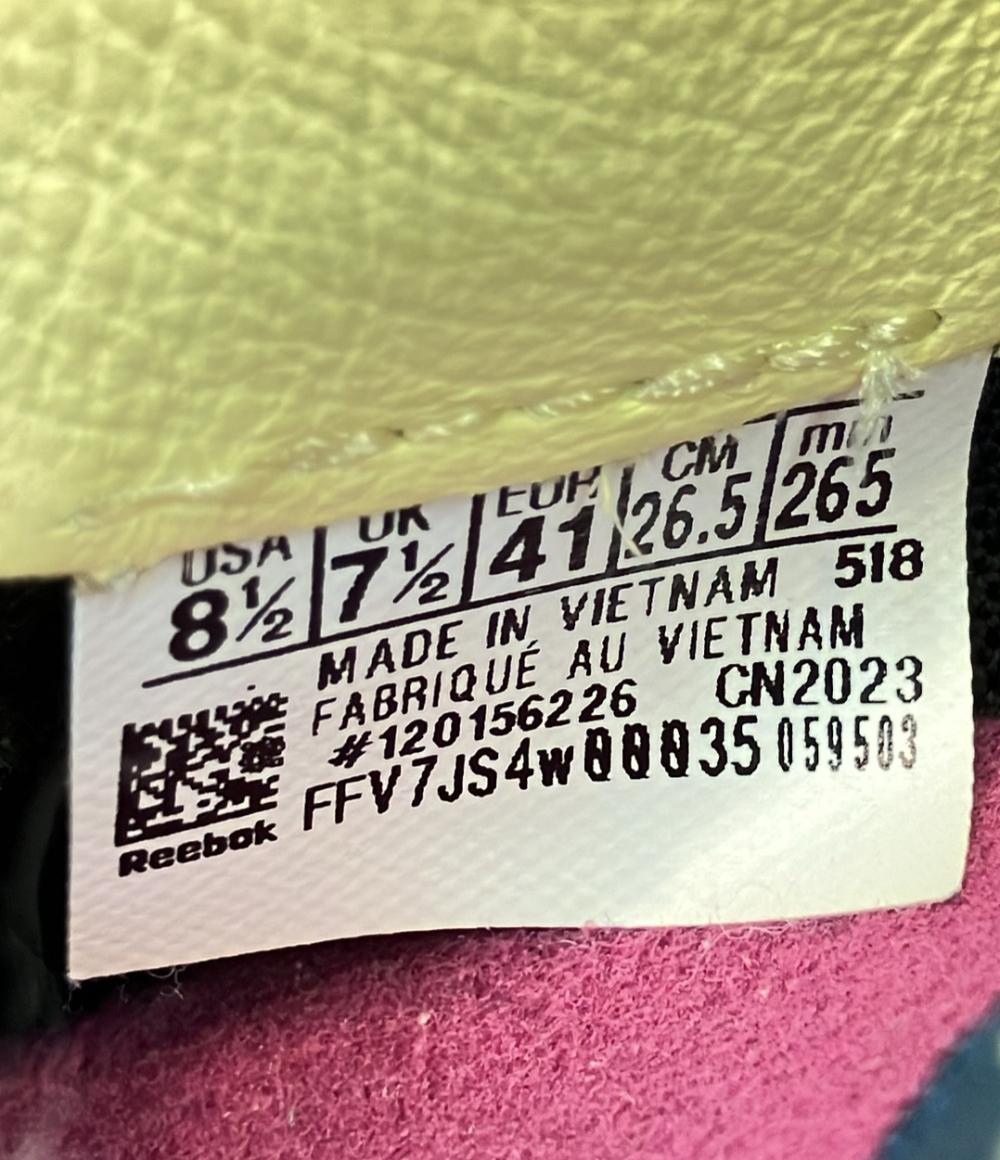 USA UK EUR CM mm
8½ 7½ 41 26.5 265
MADE IN VIETNAM 518
FABRIQUÉ AU VIETNAM
#120156226 CN2023
FFV7JS4w00035 059503
Reebok